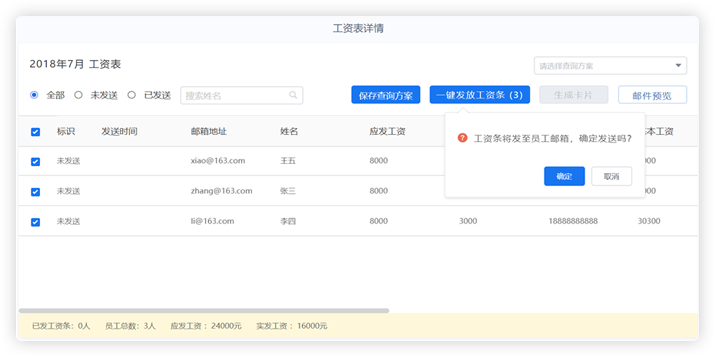 工资表详情
2018年7月 工资表
请选择查询方案
全部 未发送 已发送 搜索姓名 保存查询方案 一键发放工资条 (3) 生成卡片 邮件预览
标识 发送时间 邮箱地址 姓名 应发工资 本工资
工资条将发至员工邮箱，确定发送吗?
未发送 xiao@163.com 王五 8000 000
确定 取消
未发送 zhang@163.com 张三 8000 000
未发送 li@163.com 李四 8000 3000 18888888888 30300
已发工资条：0人 员工总数：3人 应发工资 ：24000元 实发工资 ：16000元